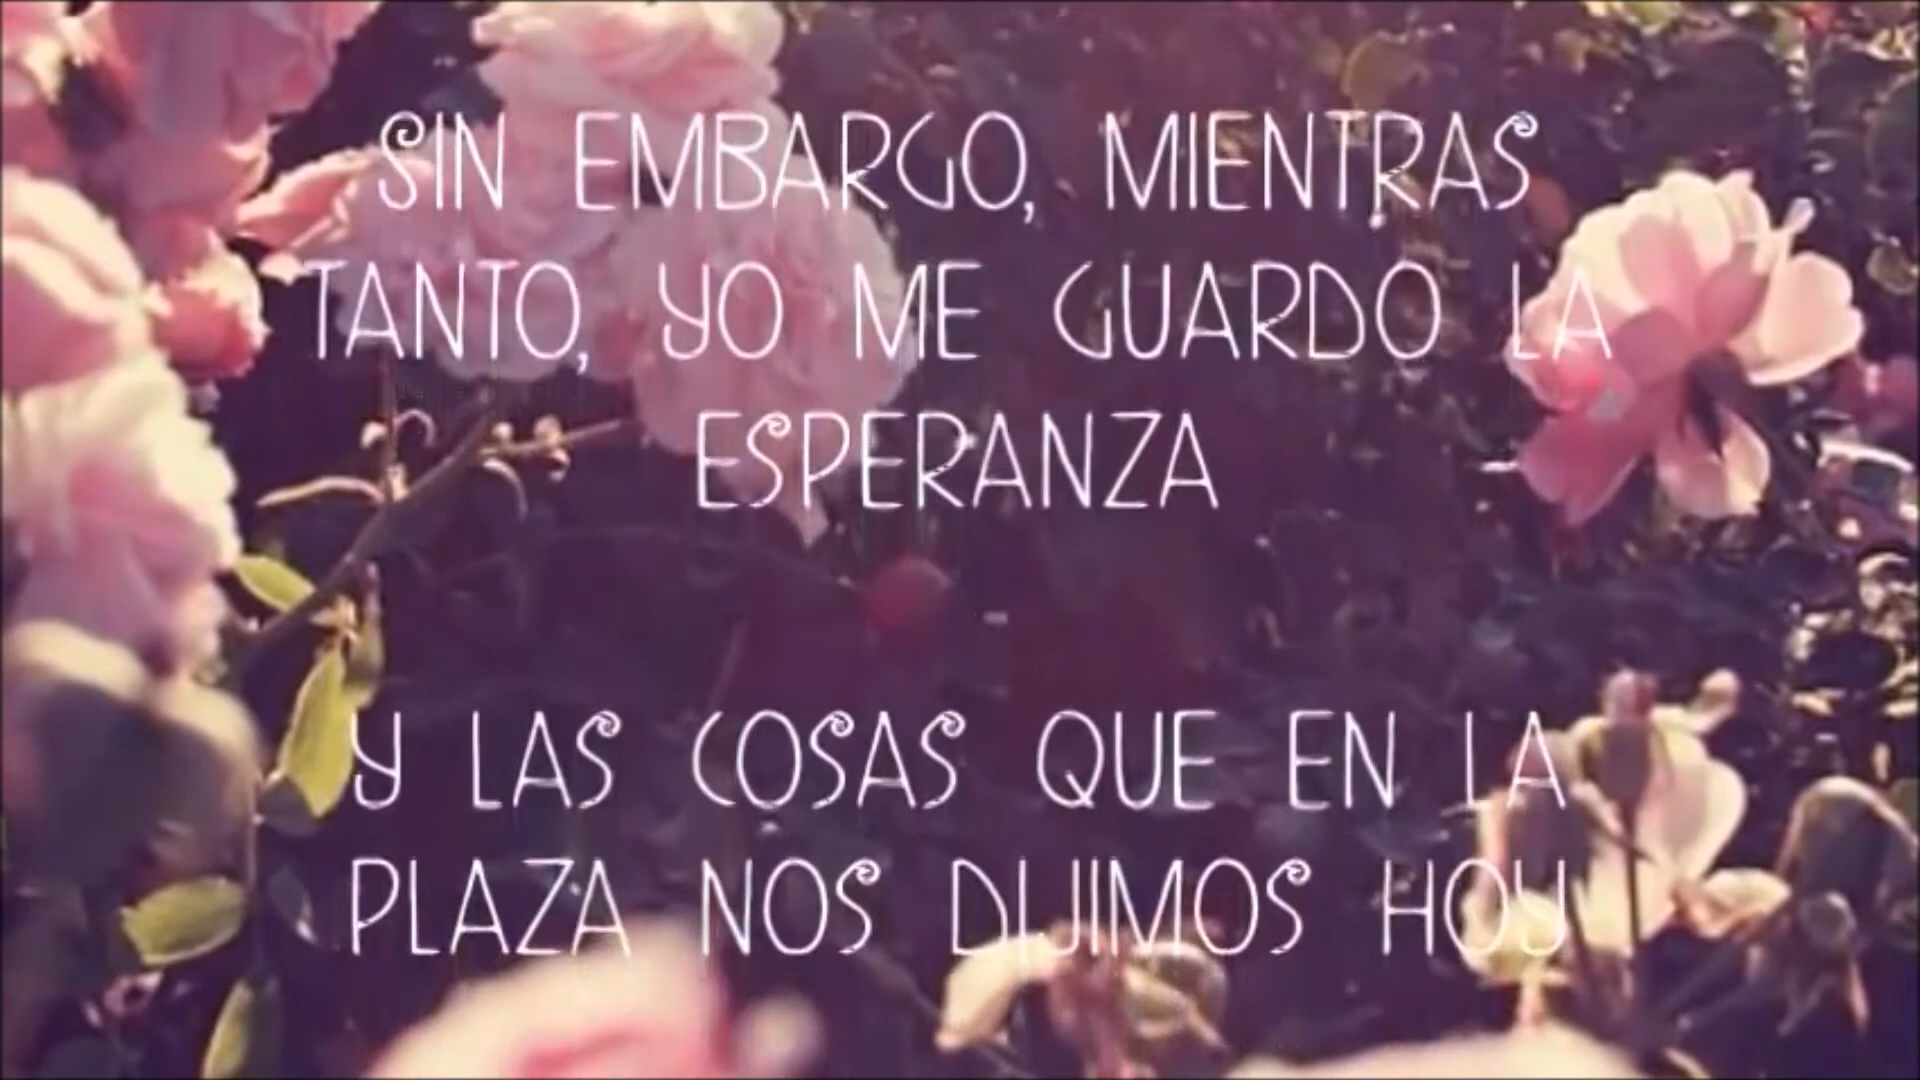 SIN EMBARGO, MIENTRAS
TANTO, YO ME GUARDO LA
ESPERANZA
Y LAS COSAS QUE EN LA
PLAZA NOS DIJIMOS HOY